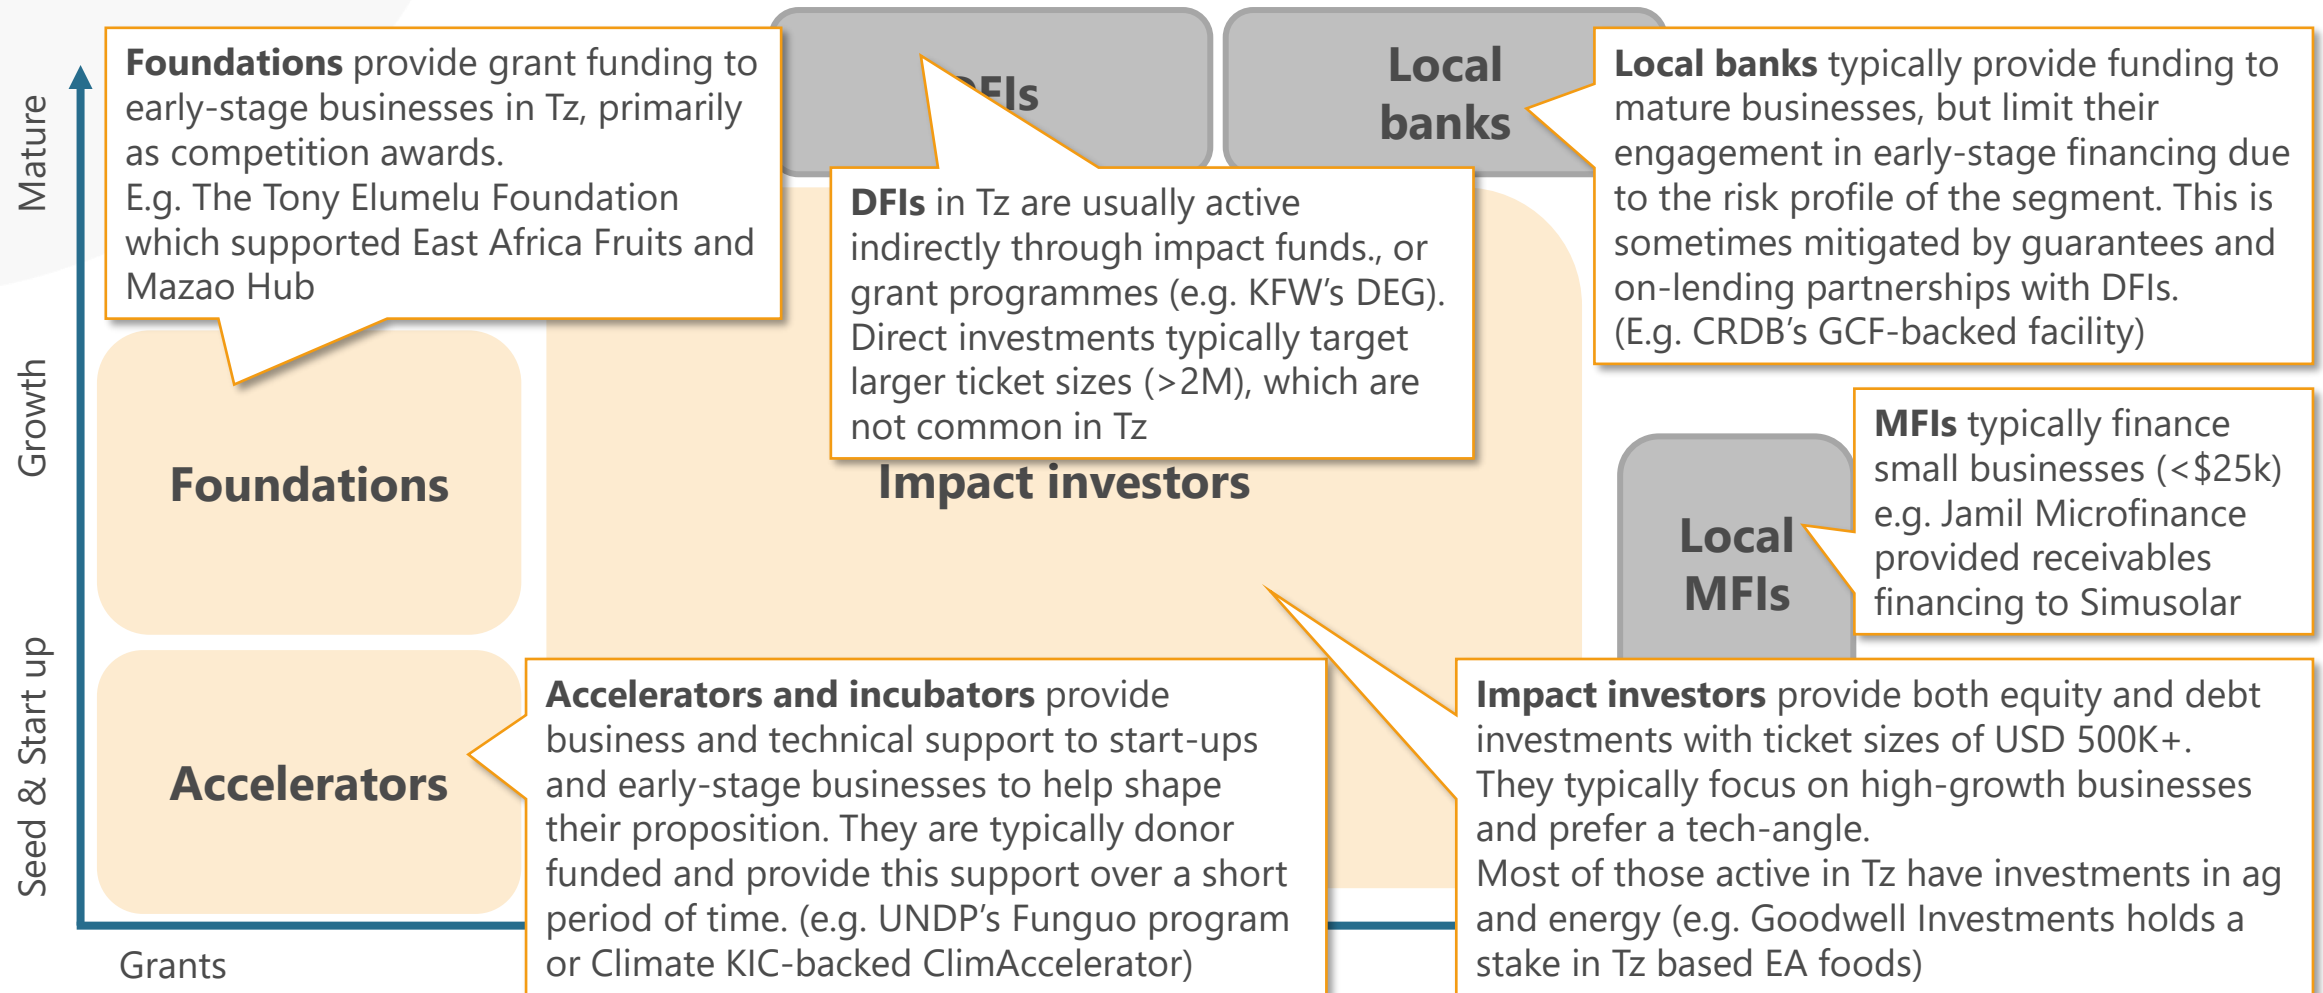 Mature
Growth
Seed & Start up
Foundations provide grant funding to
early-stage businesses in Tz, primarily
as competition awards.
E.g. The Tony Elumelu Foundation
which supported East Africa Fruits and
Mazao Hub
DFIs
Local
banks
Local banks typically provide funding to
mature businesses, but limit their
engagement in early-stage financing due
to the risk profile of the segment. This is
sometimes mitigated by guarantees and
on-lending partnerships with DFIs.
(E.g. CRDB's GCF-backed facility)
DFIs in Tz are usually active
indirectly through impact funds., or
grant programmes (e.g. KFW's DEG).
Direct investments typically target
larger ticket sizes (>2M), which are
not common in Tz
Foundations
Impact investors
Local
MFIs
MFIs typically finance
small businesses (<$25k)
e.g. Jamil Microfinance
provided receivables
financing to Simusolar
Accelerators
Accelerators and incubators provide
business and technical support to start-ups
and early-stage businesses to help shape
their proposition. They are typically donor
funded and provide this support over a short
period of time. (e.g. UNDP's Funguo program
or Climate KIC-backed ClimAccelerator)
Impact investors provide both equity and debt
investments with ticket sizes of USD 500K+.
They typically focus on high-growth businesses
and prefer a tech-angle.
Most of those active in Tz have investments in ag
and energy (e.g. Goodwell Investments holds a
stake in Tz based EA foods)
Grants